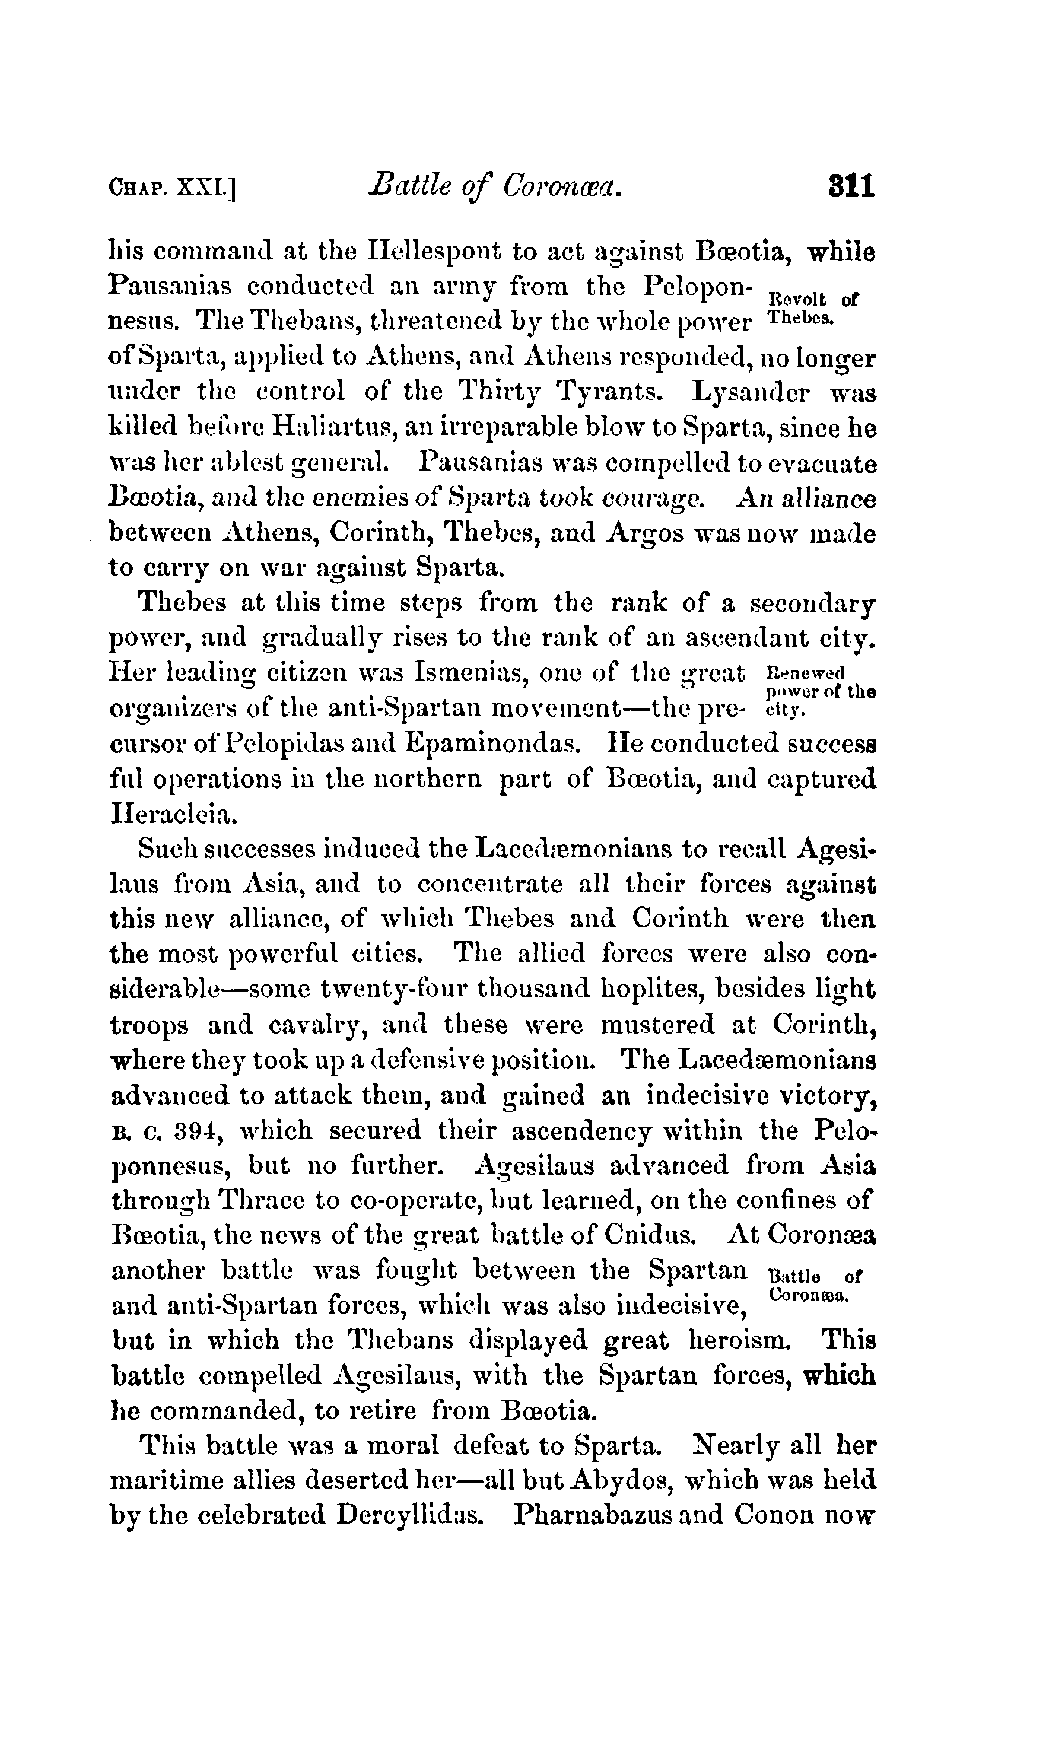 CHAP. XXI.] Battle of Coronœa. 311
his command at the Hellespont to act against Bœotia, while
Pausanias conducted an army from the Pelopon-
Revolt of
nesus. The Thebans, threatened by the whole power
Thebes.
of Sparta, applied to Athens, and Athens responded, no longer
under the control of the Thirty Tyrants. Lysander was
killed before Haliartus, an irreparable blow to Sparta, since he
was her ablest general. Pausanias was compelled to evacuate
Bœotia, and the enemies of Sparta took courage. An alliance
between Athens, Corinth, Thebes, and Argos was now made
to carry on war against Sparta.
Thebes at this time steps from the rank of a secondary
power, and gradually rises to the rank of an ascendant city.
Her leading citizen was Ismenias, one of the great
Renewed
power of the
organizers of the anti-Spartan movement—the pre-
city.
cursor of Pelopidas and Epaminondas. He conducted success
ful operations in the northern part of Bœotia, and captured
Heracleia.
Such successes induced the Lacedæmonians to recall Agesi-
laus from Asia, and to concentrate all their forces against
this new alliance, of which Thebes and Corinth were then
the most powerful cities. The allied forces were also con-
siderable—some twenty-four thousand hoplites, besides light
troops and cavalry, and these were mustered at Corinth,
where they took up a defensive position. The Lacedæmonians
advanced to attack them, and gained an indecisive victory,
B. C. 394, which secured their ascendency within the Pelo-
ponnesus, but no further. Agesilaus advanced from Asia
through Thrace to co-operate, but learned, on the confines of
Bœotia, the news of the great battle of Cnidus. At Coronæa
another battle was fought between the Spartan
Battle of
and anti-Spartan forces, which was also indecisive,
Coronæa.
but in which the Thebans displayed great heroism. This
battle compelled Agesilaus, with the Spartan forces, which
he commanded, to retire from Bœotia.
This battle was a moral defeat to Sparta. Nearly all her
maritime allies deserted her—all but Abydos, which was held
by the celebrated Dercyllidas. Pharnabazus and Conon now